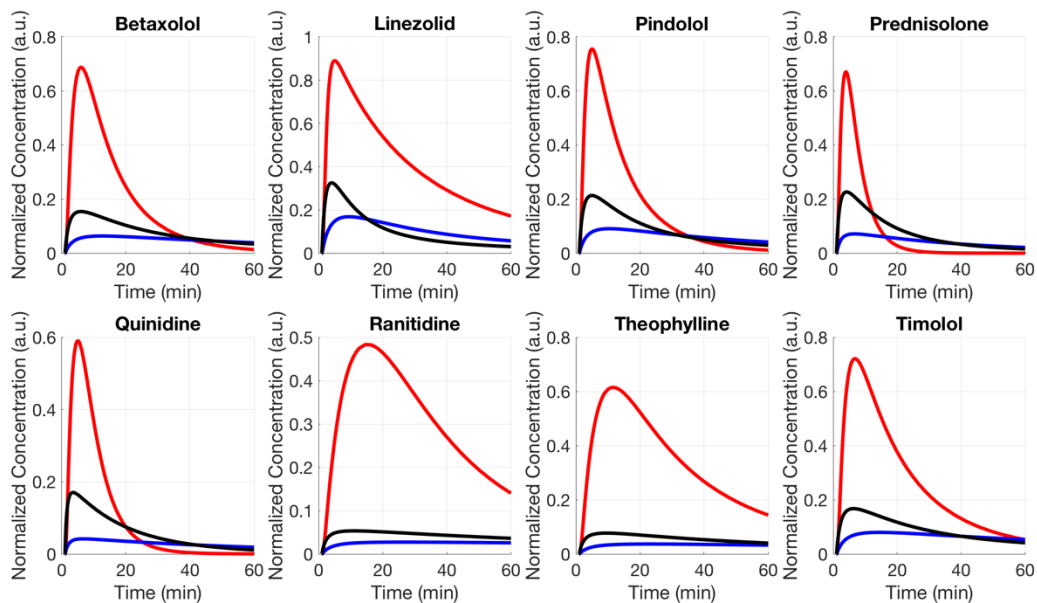 Betaxolol
Normalized Concentration (a.u.)
0.8
0.6
0.4
0.2
0
0 20 40 60
Time (min)
Linezolid
Normalized Concentration (a.u.)
1
0.8
0.6
0.4
0.2
0
0 20 40 60
Time (min)
Pindolol
Normalized Concentration (a.u.)
0.8
0.6
0.4
0.2
0
0 20 40 60
Time (min)
Prednisolone
Normalized Concentration (a.u.)
0.8
0.6
0.4
0.2
0
0 20 40 60
Time (min)
Quinidine
Normalized Concentration (a.u.)
0.6
0.4
0.2
0
0 20 40 60
Time (min)
Ranitidine
Normalized Concentration (a.u.)
0.5
0.4
0.3
0.2
0.1
0
0 20 40 60
Time (min)
Theophylline
Normalized Concentration (a.u.)
0.8
0.6
0.4
0.2
0
0 20 40 60
Time (min)
Timolol
Normalized Concentration (a.u.)
0.8
0.6
0.4
0.2
0
0 20 40 60
Time (min)